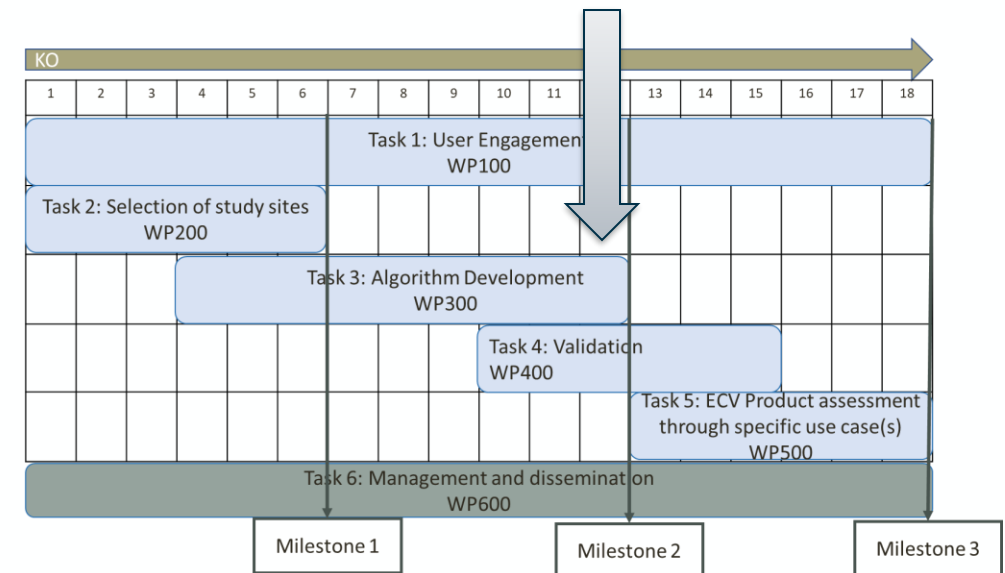 KO
1 2 3 4 5 6 7 8 9 10 11 13 14 15 16 17 18
Task 1: User Engagemen
WP100
Task 2: Selection of study sites
WP200
Task 3: Algorithm Development
WP300
Task 4: Validation
WP400
Task 5: ECV Product assessment
through specific use case(s)
WP500
Task 6: Management and dissemination
WP600
Milestone 1
Milestone 2
Milestone 3